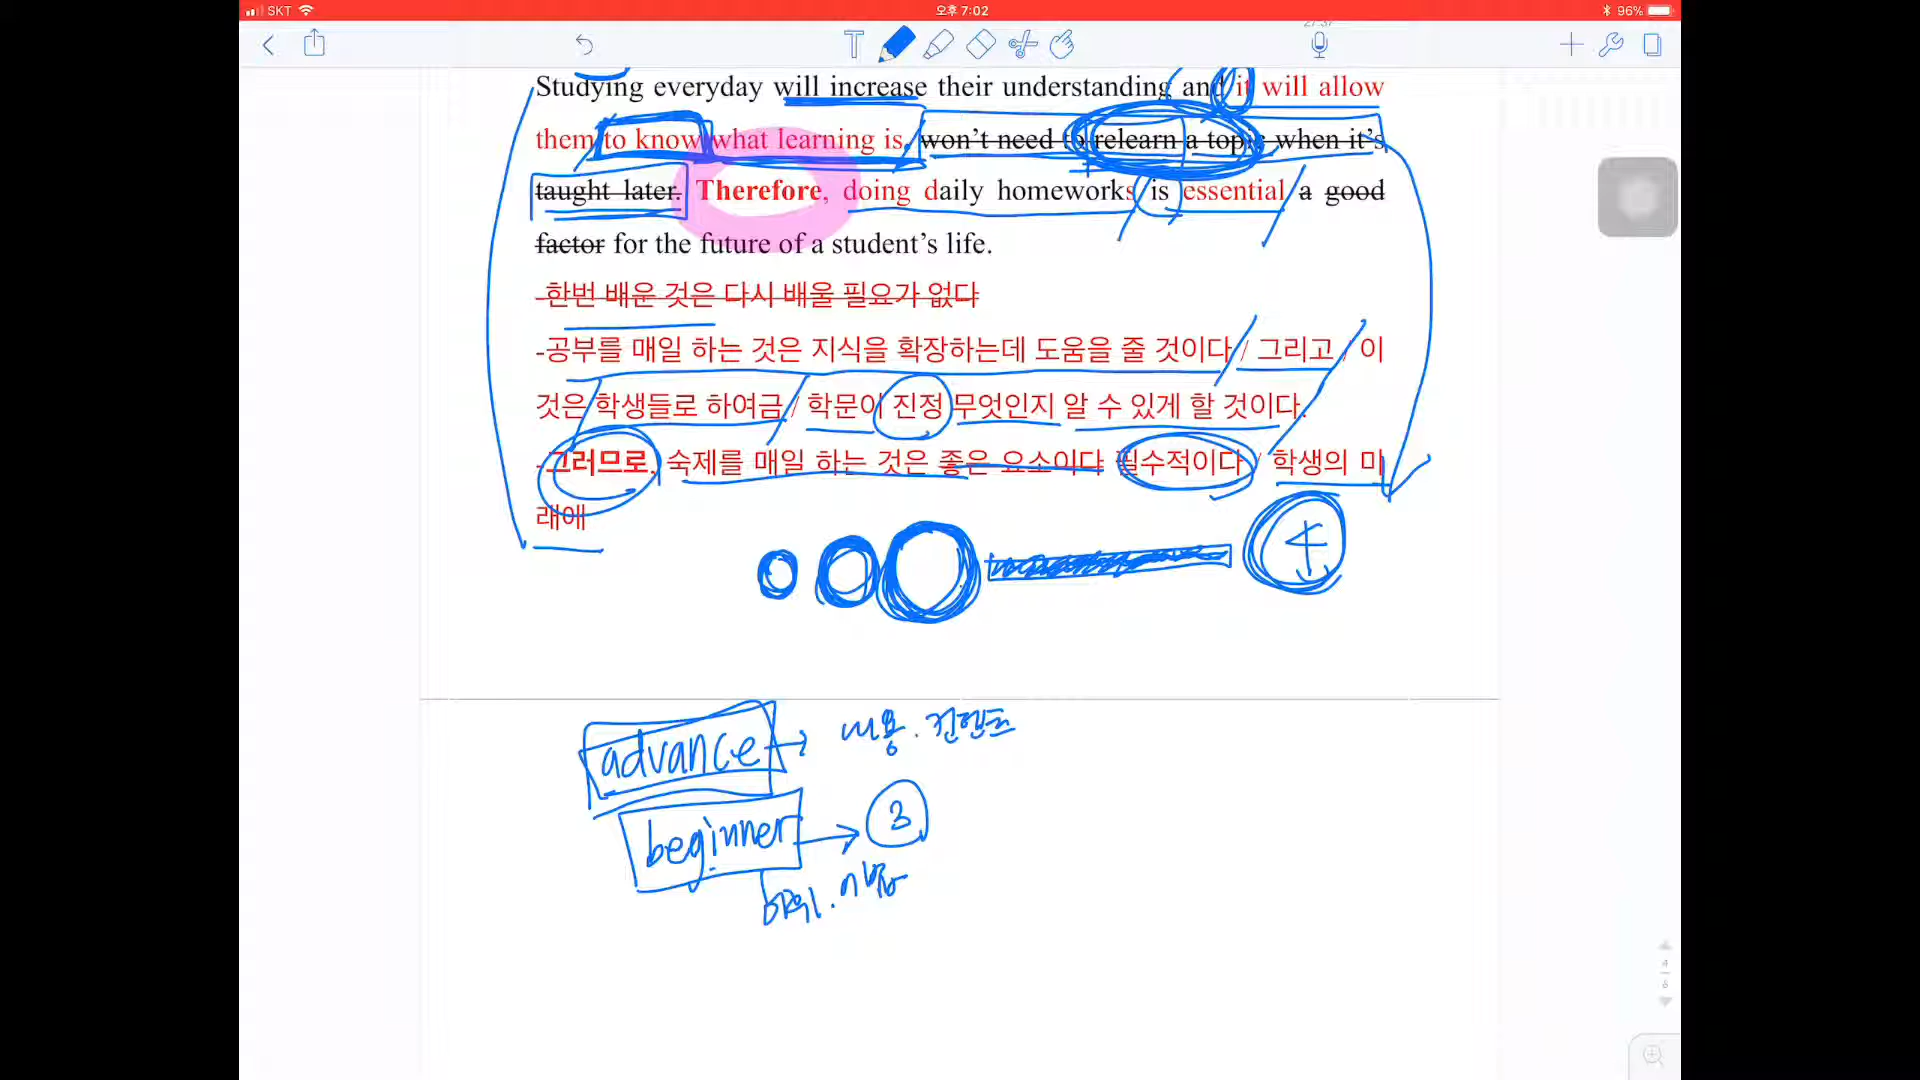 SKT 오후 7:02 96%
T
Studying everyday will increase their understanding and it will allow
them to know what learning is. won't need to relearn a topic when it's
taught later. Therefore, doing daily homeworks is essential a good
factor for the future of a student's life.
-한번 배운 것은 다시 배울 필요가 없다
-공부를 매일 하는 것은 지식을 확장하는데 도움을 줄 것이다 / 그리고 / 이
것은 학생들로 하여금 / 학문이 진정 무엇인지 알 수 있게 할 것이다.
-그러므로, 숙제를 매일 하는 것은 좋은 요소이다 필수적이다 / 학생의 미
래에
advance → 내용. 컨텐츠
beginner → 3
4
6